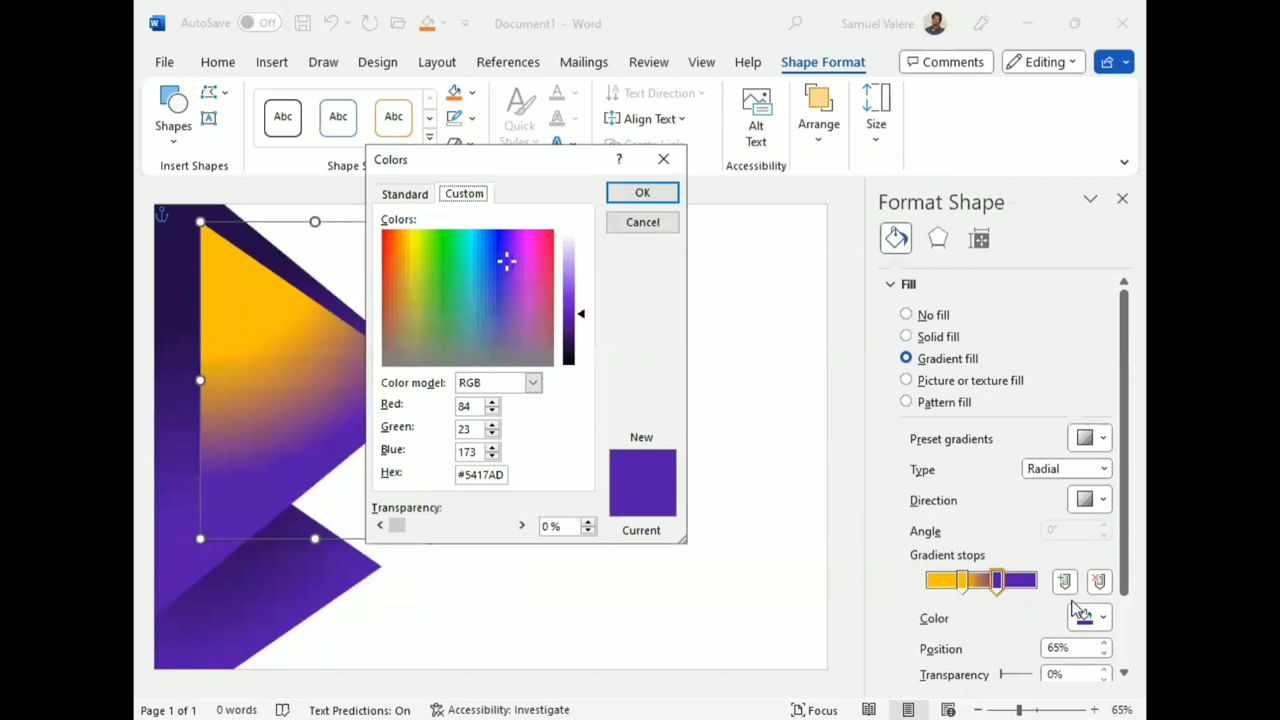 AutoSave Off Document1 - Word Samuel Valere
File Home Insert Draw Design Layout References Mailings Review View Help Shape Format Comments Editing
Shapes
Abc Abc Abc
Quick
Styles
Text Direction
Align Text
Alt
Text
Arrange
Size
Insert Shapes
Accessibility
Colors
?
Standard Custom
OK
Cancel
Colors:
Color model: RGB
Red: 84
Green: 23
Blue: 173
Hex: #5417AD
Transparency:
0 %
New
Current
Format Shape
Fill
No fill
Solid fill
Gradient fill
Picture or texture fill
Pattern fill
Preset gradients
Type Radial
Direction
Angle 0°
Gradient stops
Color
Position 65%
Transparency 0%
Page 1 of 1 0 words Text Predictions: On Accessibility: Investigate Focus 65%